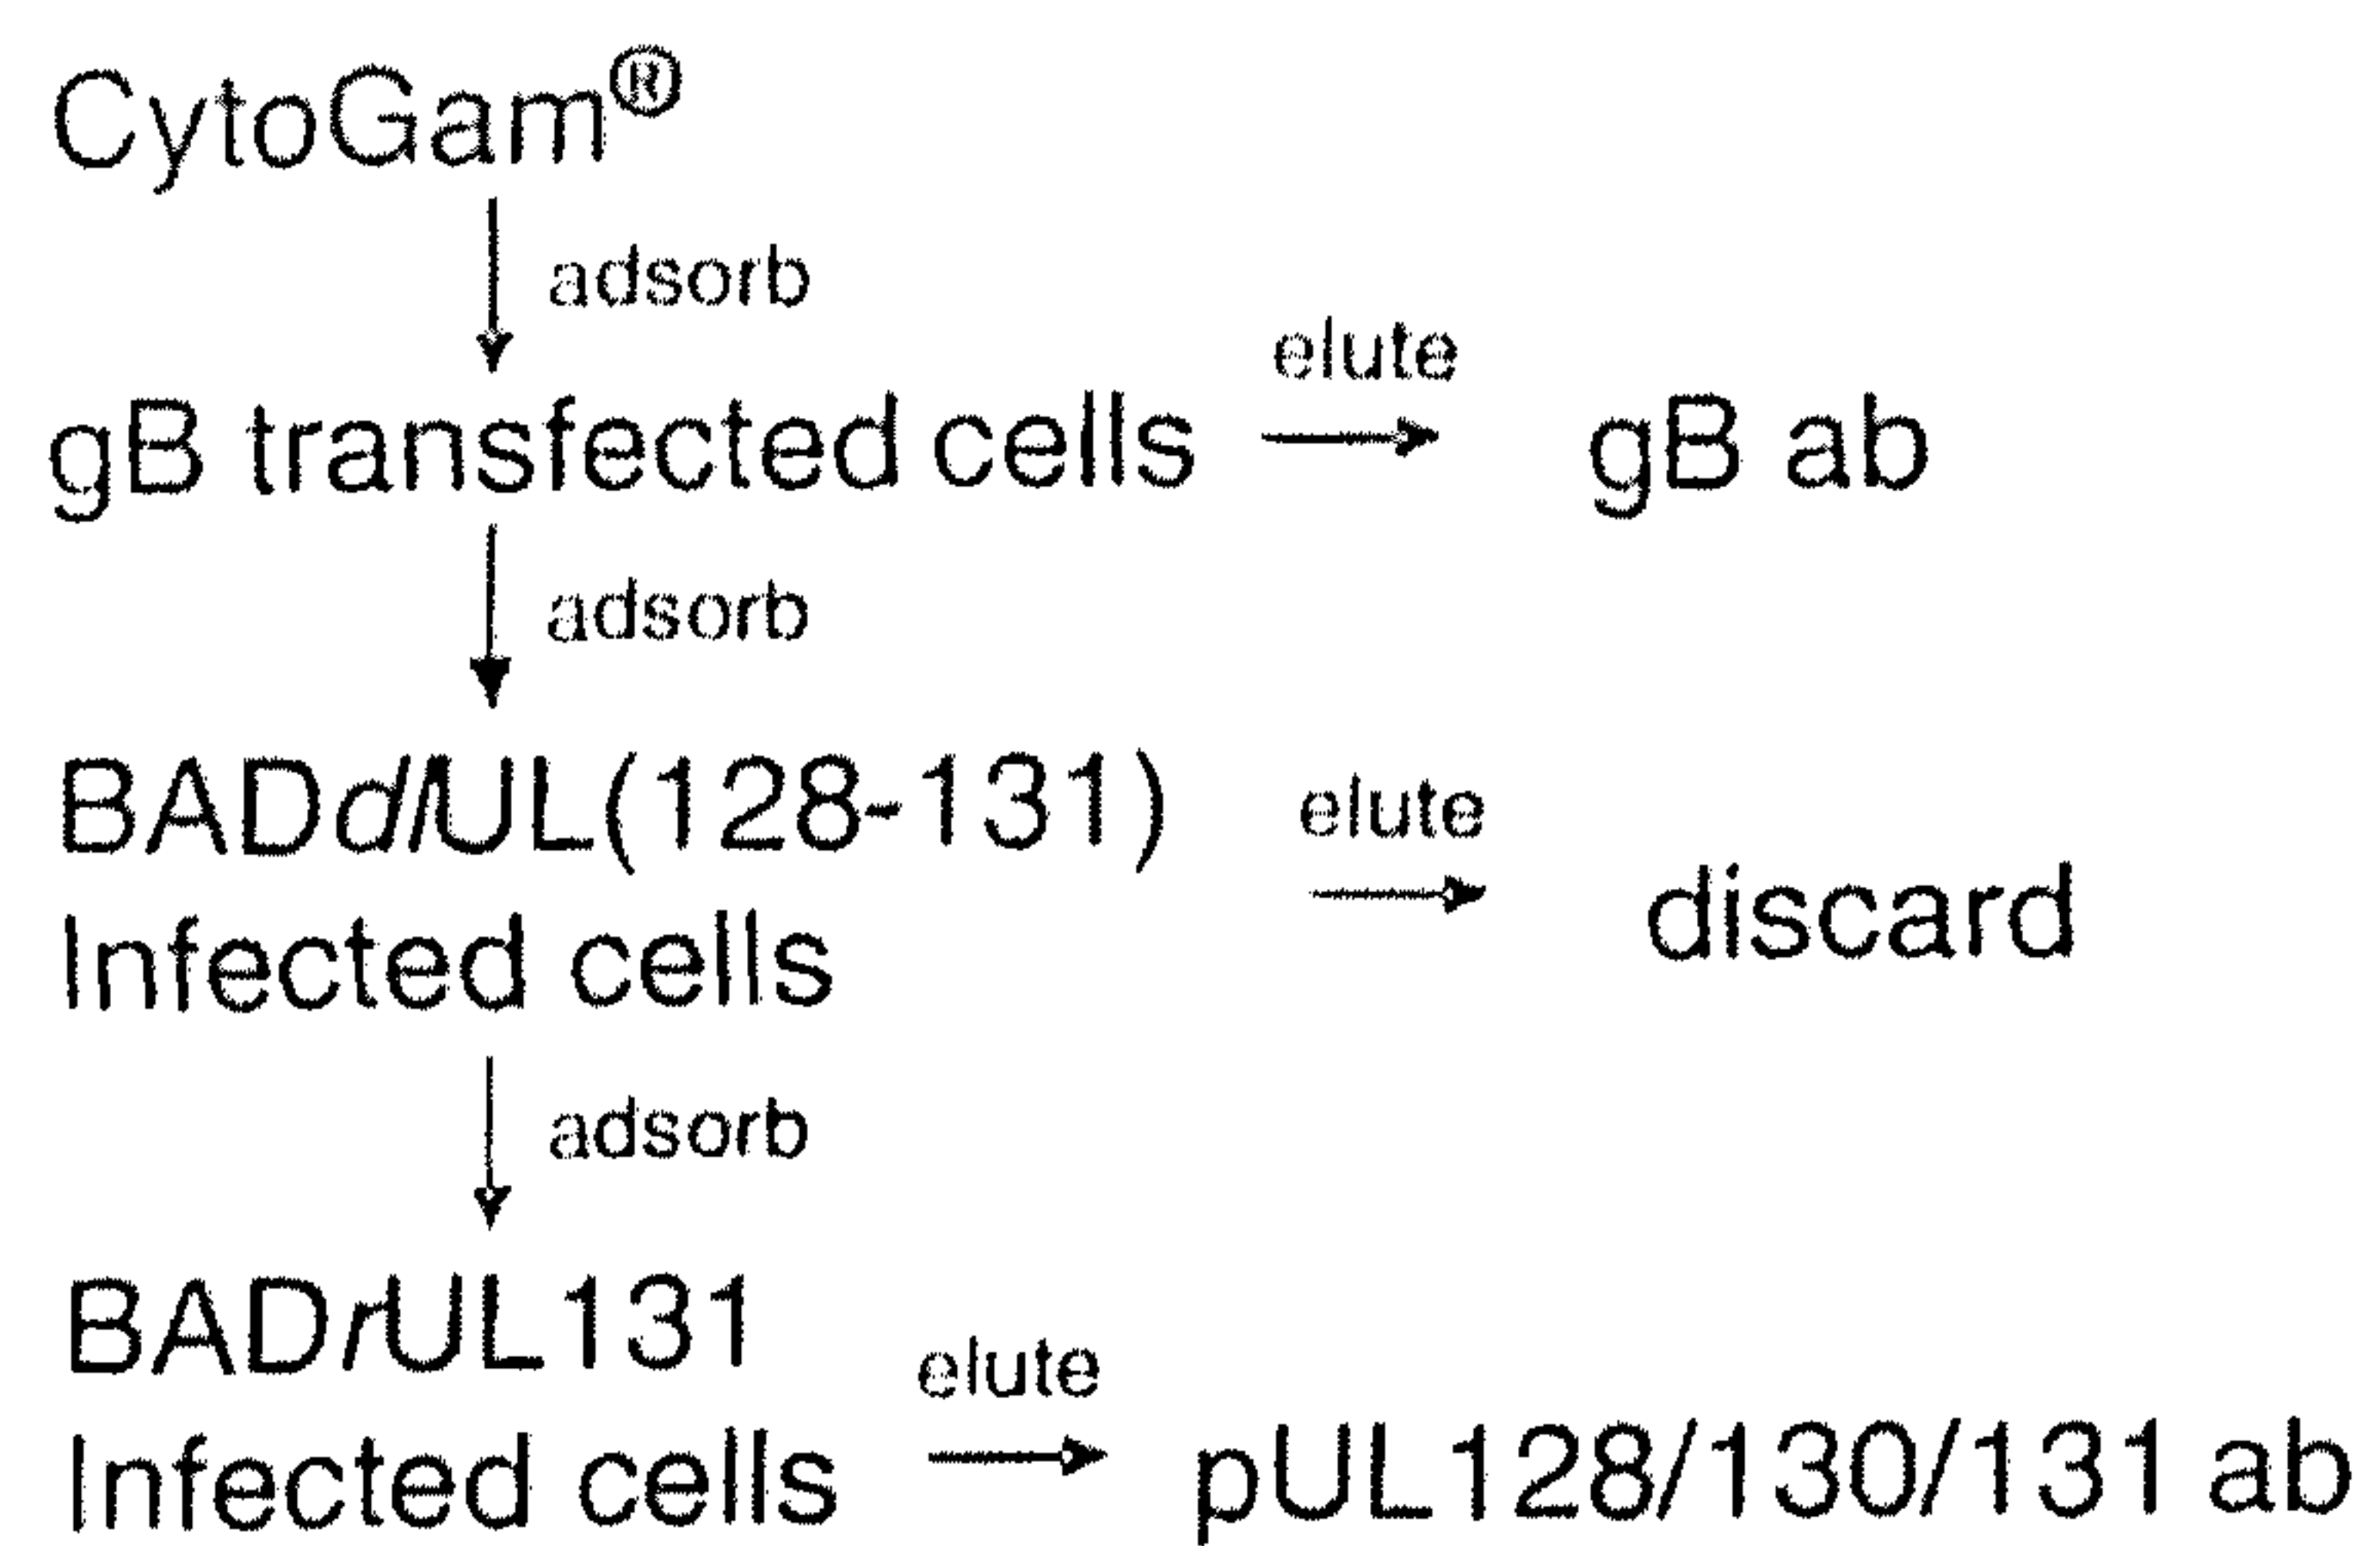 CytoGam®
adsorb
elute
gB transfected cells
gB ab
adsorb
BADdlUL(128-131)
elute
discard
Infected cells
adsorb
BADrUL131
elute
Infected cells
pUL128/130/131 ab